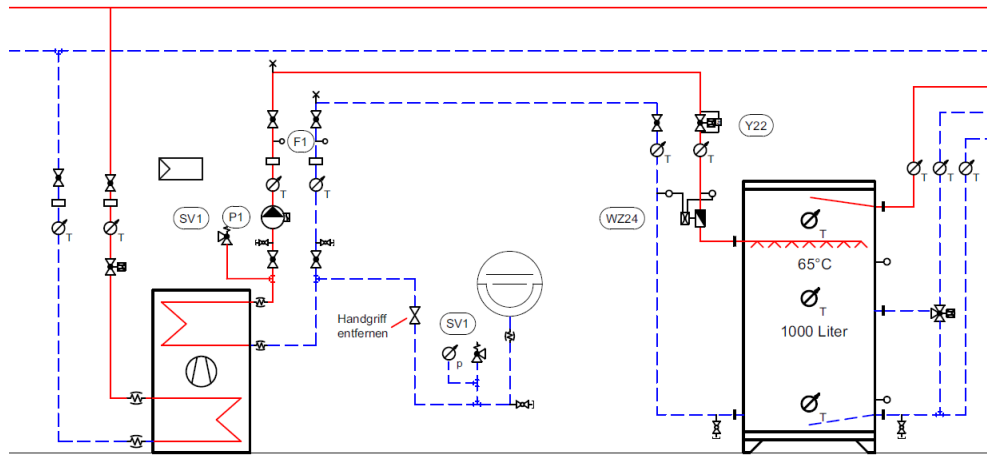 F1
Y22
T
T
T
T
T
T
T
T
T
SV1
P1
WZ24
T
T
65°C
T
1000 Liter
Handgriff
entfernen
SV1
p
T